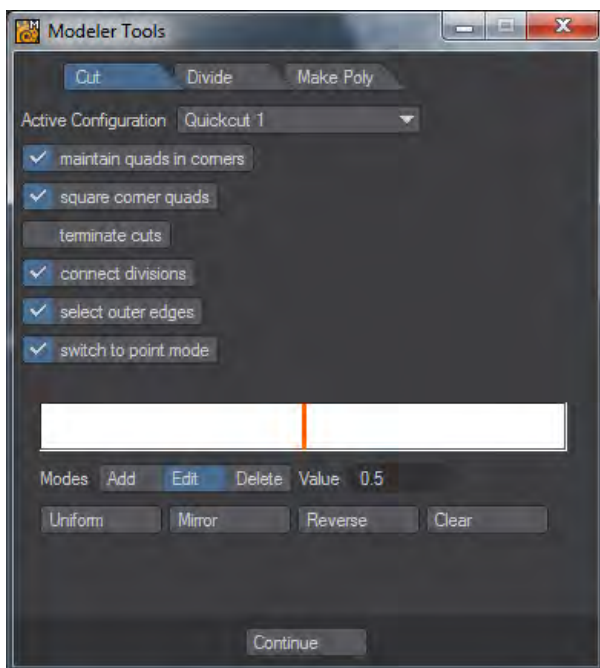 Modeler Tools
Cut Divide Make Poly
Active Configuration Quickcut 1
maintain quads in corners
square corner quads
terminate cuts
connect divisions
select outer edges
switch to point mode
Modes Add Edit Delete Value 0.5
Uniform Mirror Reverse Clear
Continue